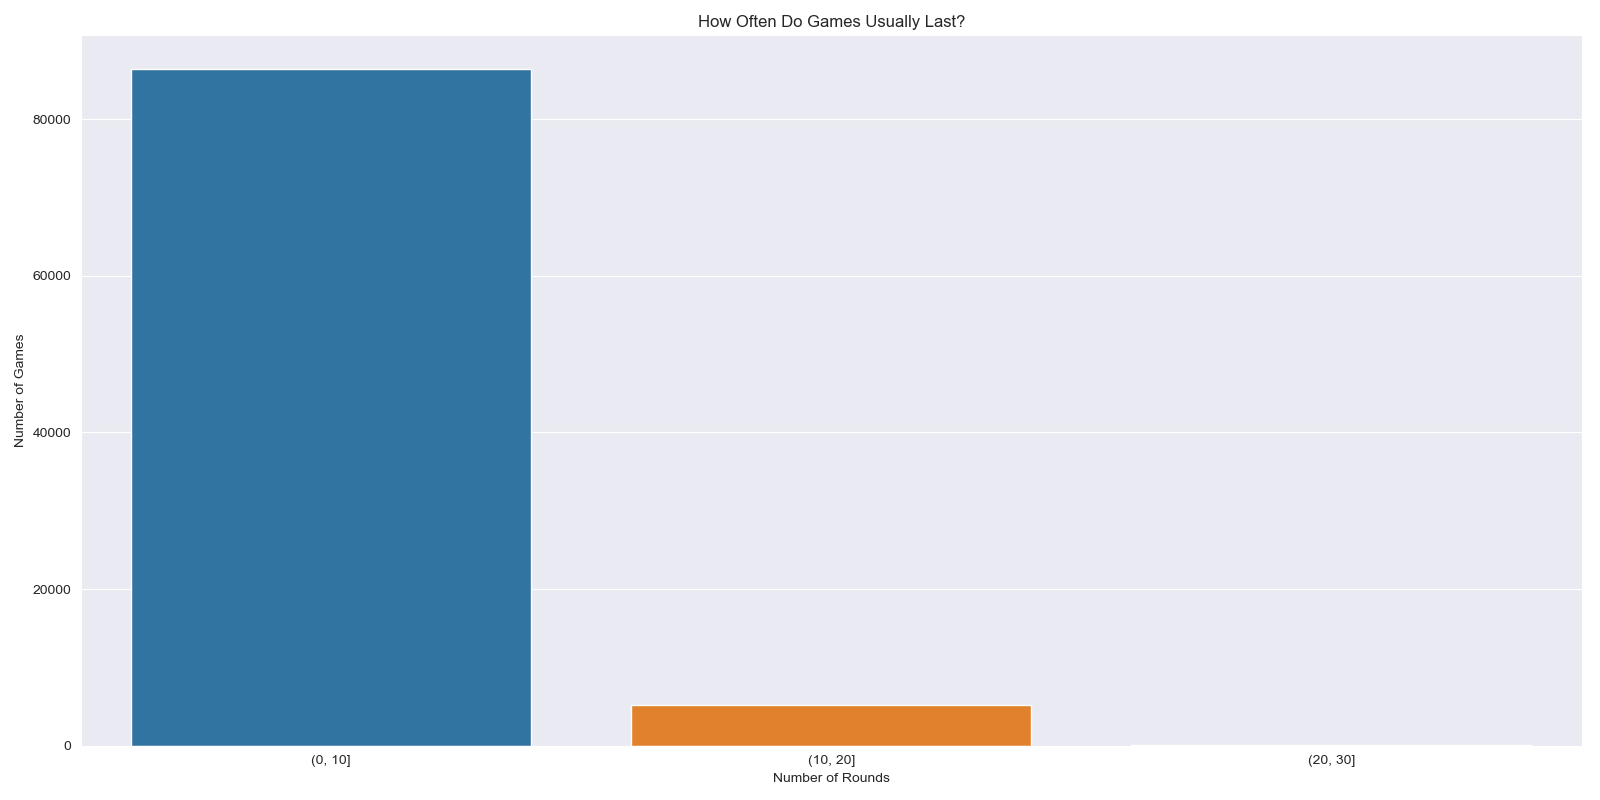 How Often Do Games Usually Last?
Number of Games
80000
60000
40000
20000
0
(0, 10]
(10, 20]
(20, 30]
Number of Rounds